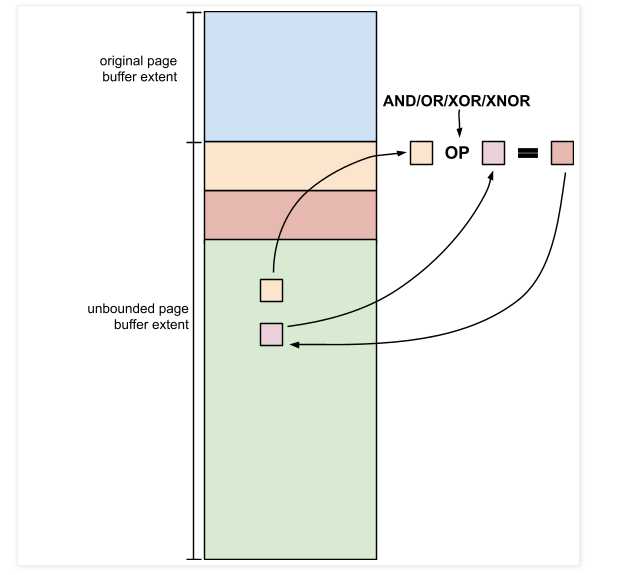 original page
buffer extent
AND/OR/XOR/XNOR
OP =
unbounded page
buffer extent